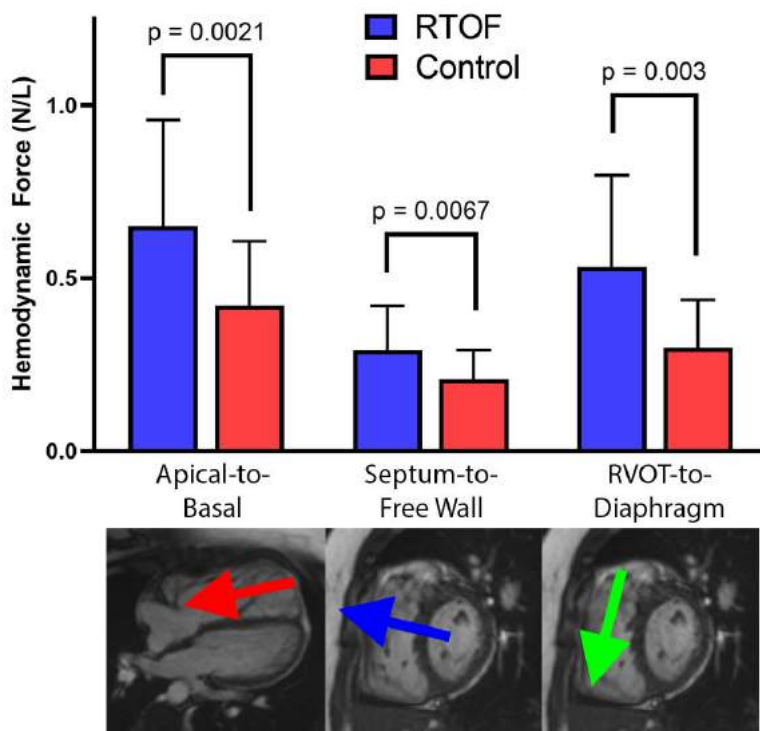 p = 0.0021
RTOF
Control
p = 0.003
p = 0.0067
Hemodynamic Force (N/L)
1.0
0.5
0.0
Apical-to-
Basal
Septum-to-
Free Wall
RVOT-to-
Diaphragm